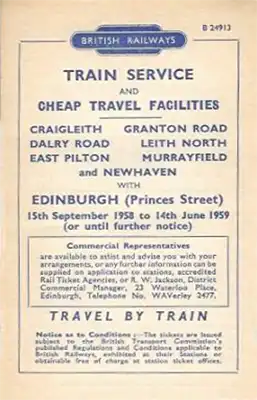 B 24913
BRITISH RAILWAYS
TRAIN SERVICE
AND
CHEAP TRAVEL FACILITIES
CRAIGLEITH GRANTON ROAD
DALRY ROAD LEITH NORTH
EAST PILTON MURRAYFIELD
and NEWHAVEN
WITH
EDINBURGH (Princes Street)
15th September 1958 to 14th June 1959
(or until further notice)
Commercial Representatives
are available to assist and advise you with your
arrangements, or any further information can be
supplied on application to stations, accredited
Rail Ticket Agencies, or R. W. Jackson, District
Commercial Manager, 23 Waterloo Place,
Edinburgh, Telephone No. WAVerley 2477.
TRAVEL BY TRAIN
Notice as to Conditions :—The tickets are issued
subject to the British Transport Commission's
published Regulations and Conditions applicable to
British Railways, exhibited at their Stations or
obtainable free of charge at station ticket offices.